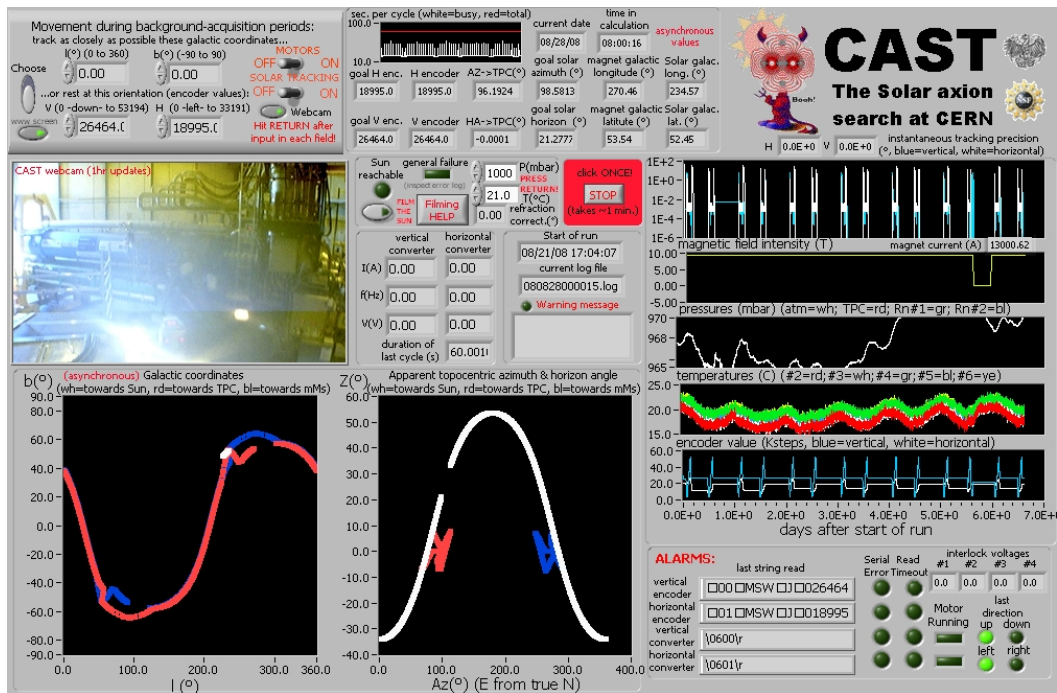 Movement during background-acquisition periods:
track as closely as possible these galactic coordinates...
l(°) (0 to 360) b(°) (-90 to 90)
MOTORS
OFF ON
Choose
0.00 0.00
SOLAR TRACKING
OFF ON
...or rest at this orientation (encoder values):
V (0 -down- to 53194) H (0 -left- to 33191)
Webcam
www screen
26464.0 18995.0
Hit RETURN after
input in each field!
sec. per cycle (white=busy, red=total)
100.0
10.0
current date
08/28/08
time in
calculation
08:00:16
asynchronous
values
goal H enc. H encoder AZ->TPC(°) goal solar azimuth (°) magnet galactic longitude (°) Solar galac. long. (°)
18995.0 18995.0 96.1924 98.5813 270.46 234.57
goal V enc. V encoder HA->TPC(°) goal solar horizon (°) magnet galactic latitude (°) Solar galac. lat. (°)
26464.0 26464.0 -0.0001 21.2777 53.54 52.45
Booh!
CAST
The Solar axion
search at CERN
H 0.0E+0 V 0.0E+0
instantaneous tracking precision
(°, blue=vertical, white=horizontal)
CAST webcam (1hr updates)
Sun
reachable
general failure
(inspect error log)
FILM
THE
SUN
Filming
HELP
1000 P(mbar)
PRESS
RETURN!
21.0 T(°C)
0.00 refraction
correct.(°)
click ONCE!
STOP
(takes ~1 min.)
vertical
converter
horizontal
converter
I(A) 0.00 0.00
f(Hz) 0.00 0.00
V(V) 0.00 0.00
duration of
last cycle (s)
60.001
Start of run
08/21/08 17:04:07
current log file
080828000015.log
Warning message
1E+2
1E+0
1E-2
1E-4
1E-6
magnetic field intensity (T) magnet current (A) 13000.62
10.00
5.00
0.00
-5.00
pressures (mbar) (atm=wh; TPC=rd; Rn#1=gr; Rn#2=bl)
970
965
968
966
temperatures (C) (#2=rd;#3=wh;#4=gr;#5=bl;#6=ye)
25.0
20.0
15.0
encoder value (Ksteps, blue=vertical, white=horizontal)
60.0
40.0
20.0
0.0
0.0E+0 1.0E+0 2.0E+0 3.0E+0 4.0E+0 5.0E+0 6.0E+0 7.0E+
days after start of run
b(°) (asynchronous) Galactic coordinates
(wh=towards Sun, rd=towards TPC, bl=towards mMs)
90.0
80.0
60.0
40.0
20.0
0.0
-20.0
-40.0
-60.0
-80.0
-90.0
0.0 100.0 200.0 300.0 360.0
l (°)
Z(°) Apparent topocentric azimuth & horizon angle
(wh=towards Sun, rd=towards TPC, bl=towards mMs)
60.0
50.0
40.0
30.0
20.0
10.0
0.0
-10.0
-20.0
-30.0
-40.0
0.0 100.0 200.0 300.0 400.0
Az(°) (E from true N)
ALARMS:
last string read
vertical
encoder
□00□MSW□J□026464
horizontal
encoder
□01□MSW□J□018995
vertical
converter
\0600\r
horizontal
converter
\0601\r
Serial
Error
Read
Timeout
interlock voltages
#1 #2 #3 #4
0.0 0.0 0.0 0.0
Motor
Running
last
direction
up down
left right